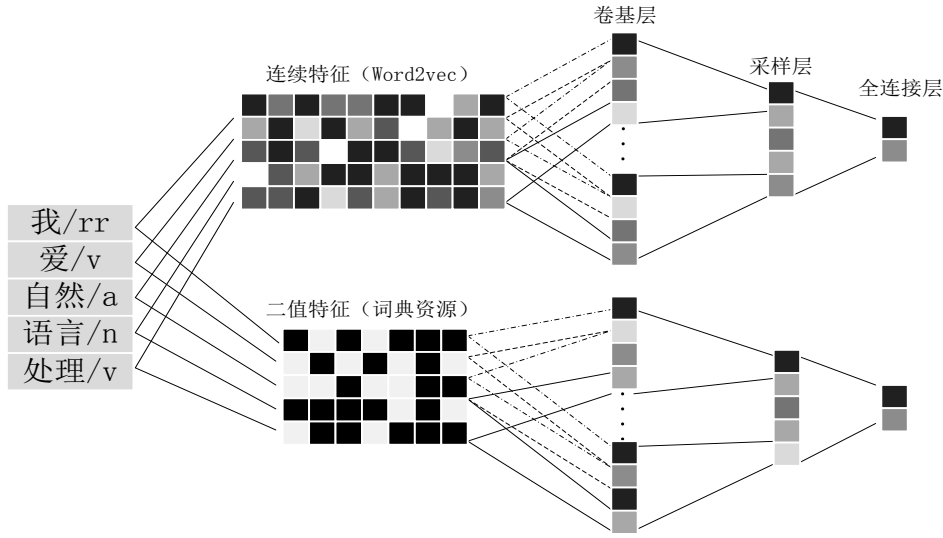 卷基层
连续特征（Word2vec）
采样层
全连接层
我/rr
爱/v
自然/a
语言/n
处理/v
二值特征（词典资源）